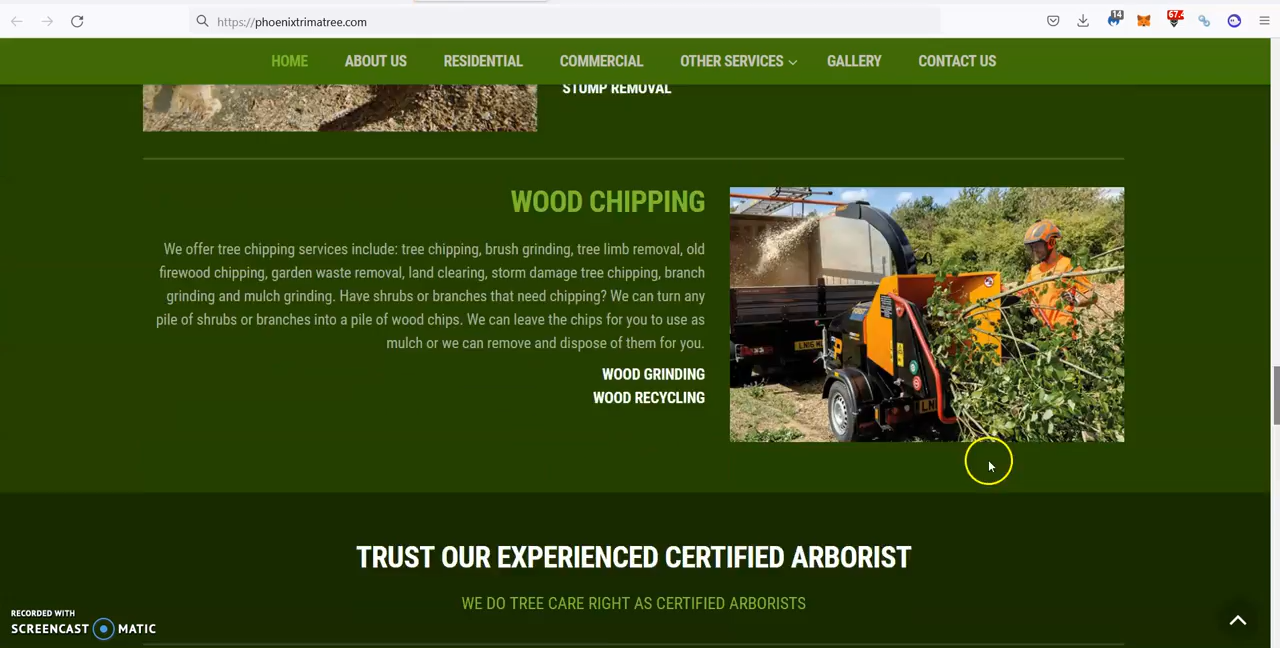 https://phoenixtrimatree.com
14
67.
HOME ABOUT US RESIDENTIAL COMMERCIAL OTHER SERVICES GALLERY CONTACT US
STUMP REMOVAL
WOOD CHIPPING
We offer tree chipping services include: tree chipping, brush grinding, tree limb removal, old
firewood chipping, garden waste removal, land clearing, storm damage tree chipping, branch
grinding and mulch grinding. Have shrubs or branches that need chipping? We can turn any
pile of shrubs or branches into a pile of wood chips. We can leave the chips for you to use as
mulch or we can remove and dispose of them for you.
WOOD GRINDING
WOOD RECYCLING
TRUST OUR EXPERIENCED CERTIFIED ARBORIST
WE DO TREE CARE RIGHT AS CERTIFIED ARBORISTS
RECORDED WITH
SCREENCAST MATIC